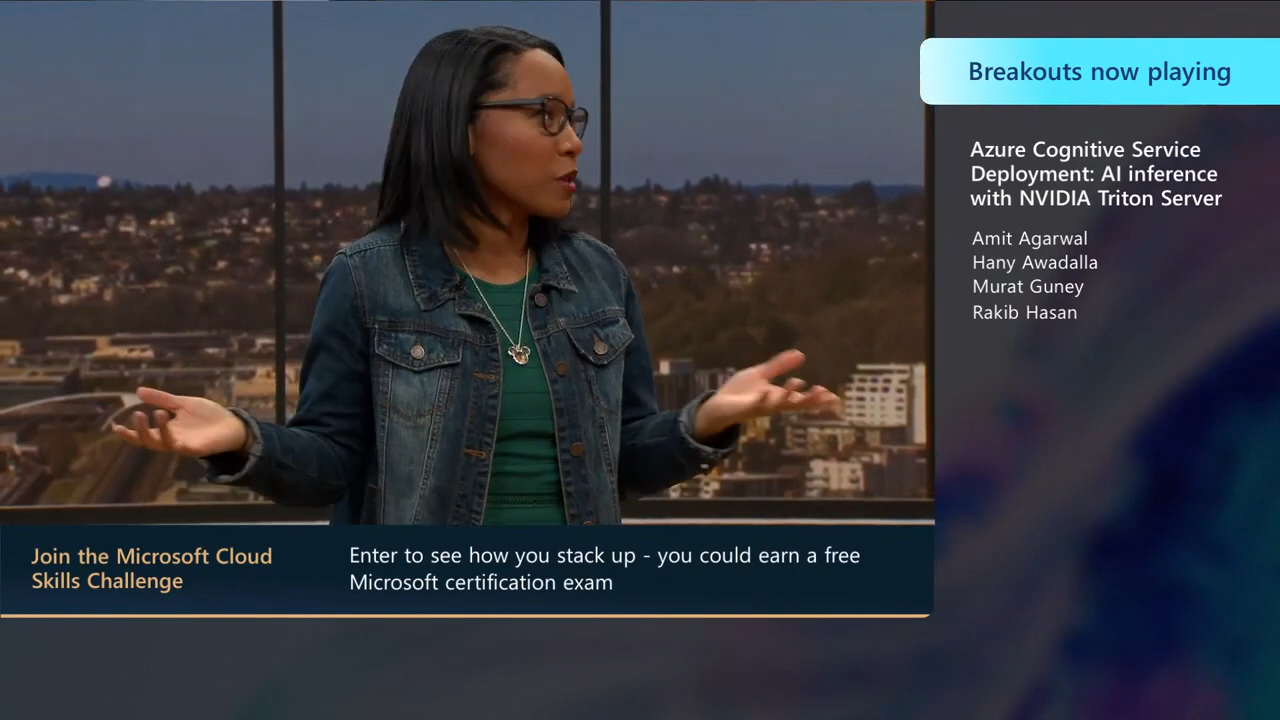 Breakouts now playing
Azure Cognitive Service
Deployment: AI inference
with NVIDIA Triton Server
Amit Agarwal
Hany Awadalla
Murat Guney
Rakib Hasan
Join the Microsoft Cloud
Skills Challenge
Enter to see how you stack up - you could earn a free
Microsoft certification exam